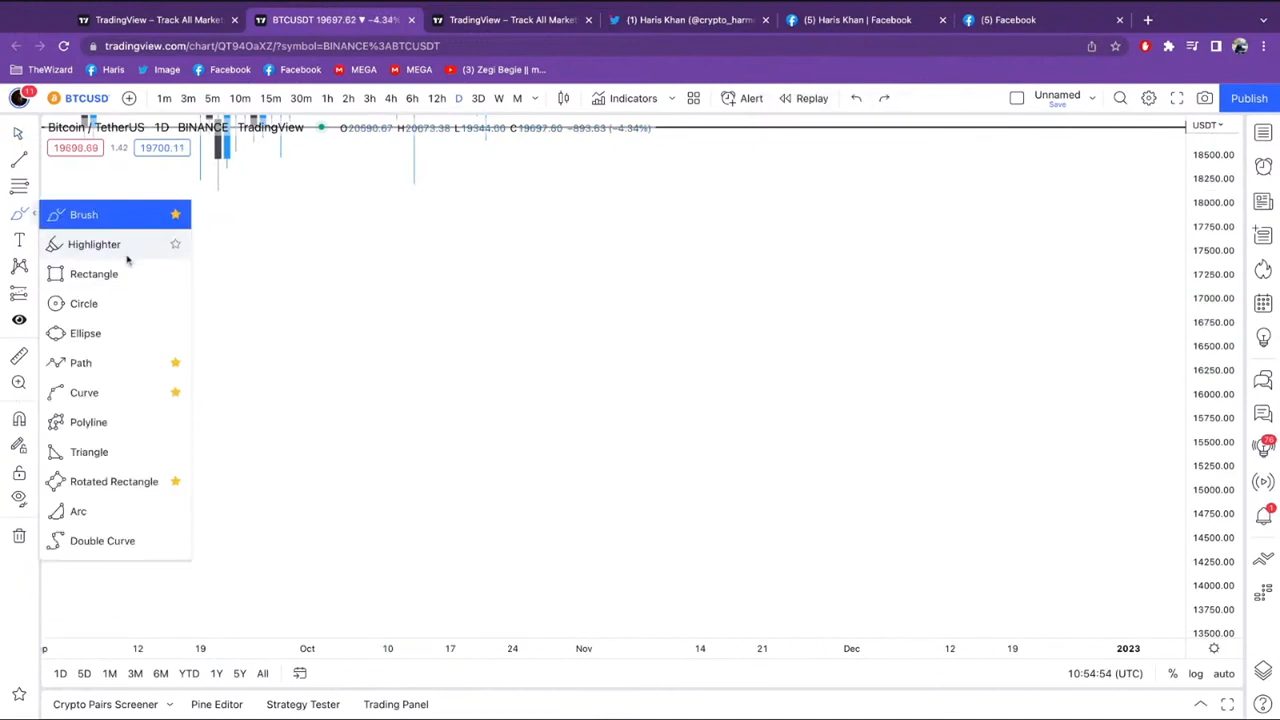 TradingView – Track All Market
BTCUSDT 19697.62 ▼ −4.34%
TradingView – Track All Market
(1) Haris Khan (@crypto_harm
(5) Haris Khan | Facebook
(5) Facebook
tradingview.com/chart/QT94OaXZ/?symbol=BINANCE%3ABTCUSDT
TheWizard Haris Image Facebook Facebook MEGA MEGA (3) Zegi Begie || m...
11 BTCUSD 1m 3m 5m 10m 15m 30m 1h 2h 3h 4h 6h 12h D 3D W M Indicators Alert Replay Unnamed Save Publish
Bitcoin / TetherUS 1D BINANCE TradingView O20590.67 H20673.38 L19344.00 C19697.60 −893.63 (−4.34%) USDT
19690.69 1.42 19700.11
Brush
Highlighter
Rectangle
Circle
Ellipse
Path
Curve
Polyline
Triangle
Rotated Rectangle
Arc
Double Curve
18500.00
18250.00
18000.00
17750.00
17500.00
17250.00
17000.00
16750.00
16500.00
16250.00
16000.00
15750.00
15500.00
15250.00
15000.00
14750.00
14500.00
14250.00
14000.00
13750.00
13500.00
76
1
12 19 Oct 10 17 24 Nov 14 21 Dec 12 19 2023
1D 5D 1M 3M 6M YTD 1Y 5Y All 10:54:54 (UTC) % log auto
Crypto Pairs Screener Pine Editor Strategy Tester Trading Panel